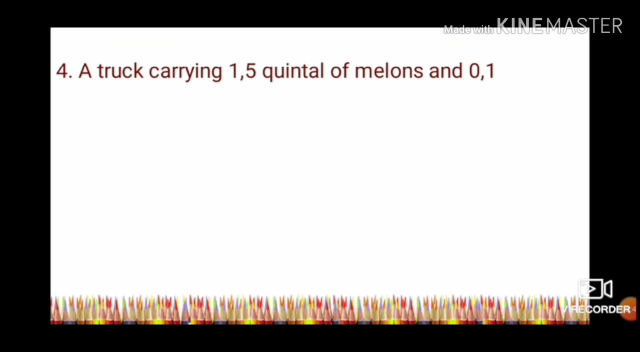 Made with KINEMASTER
4. A truck carrying 1,5 quintal of melons and 0,1
RECORDER